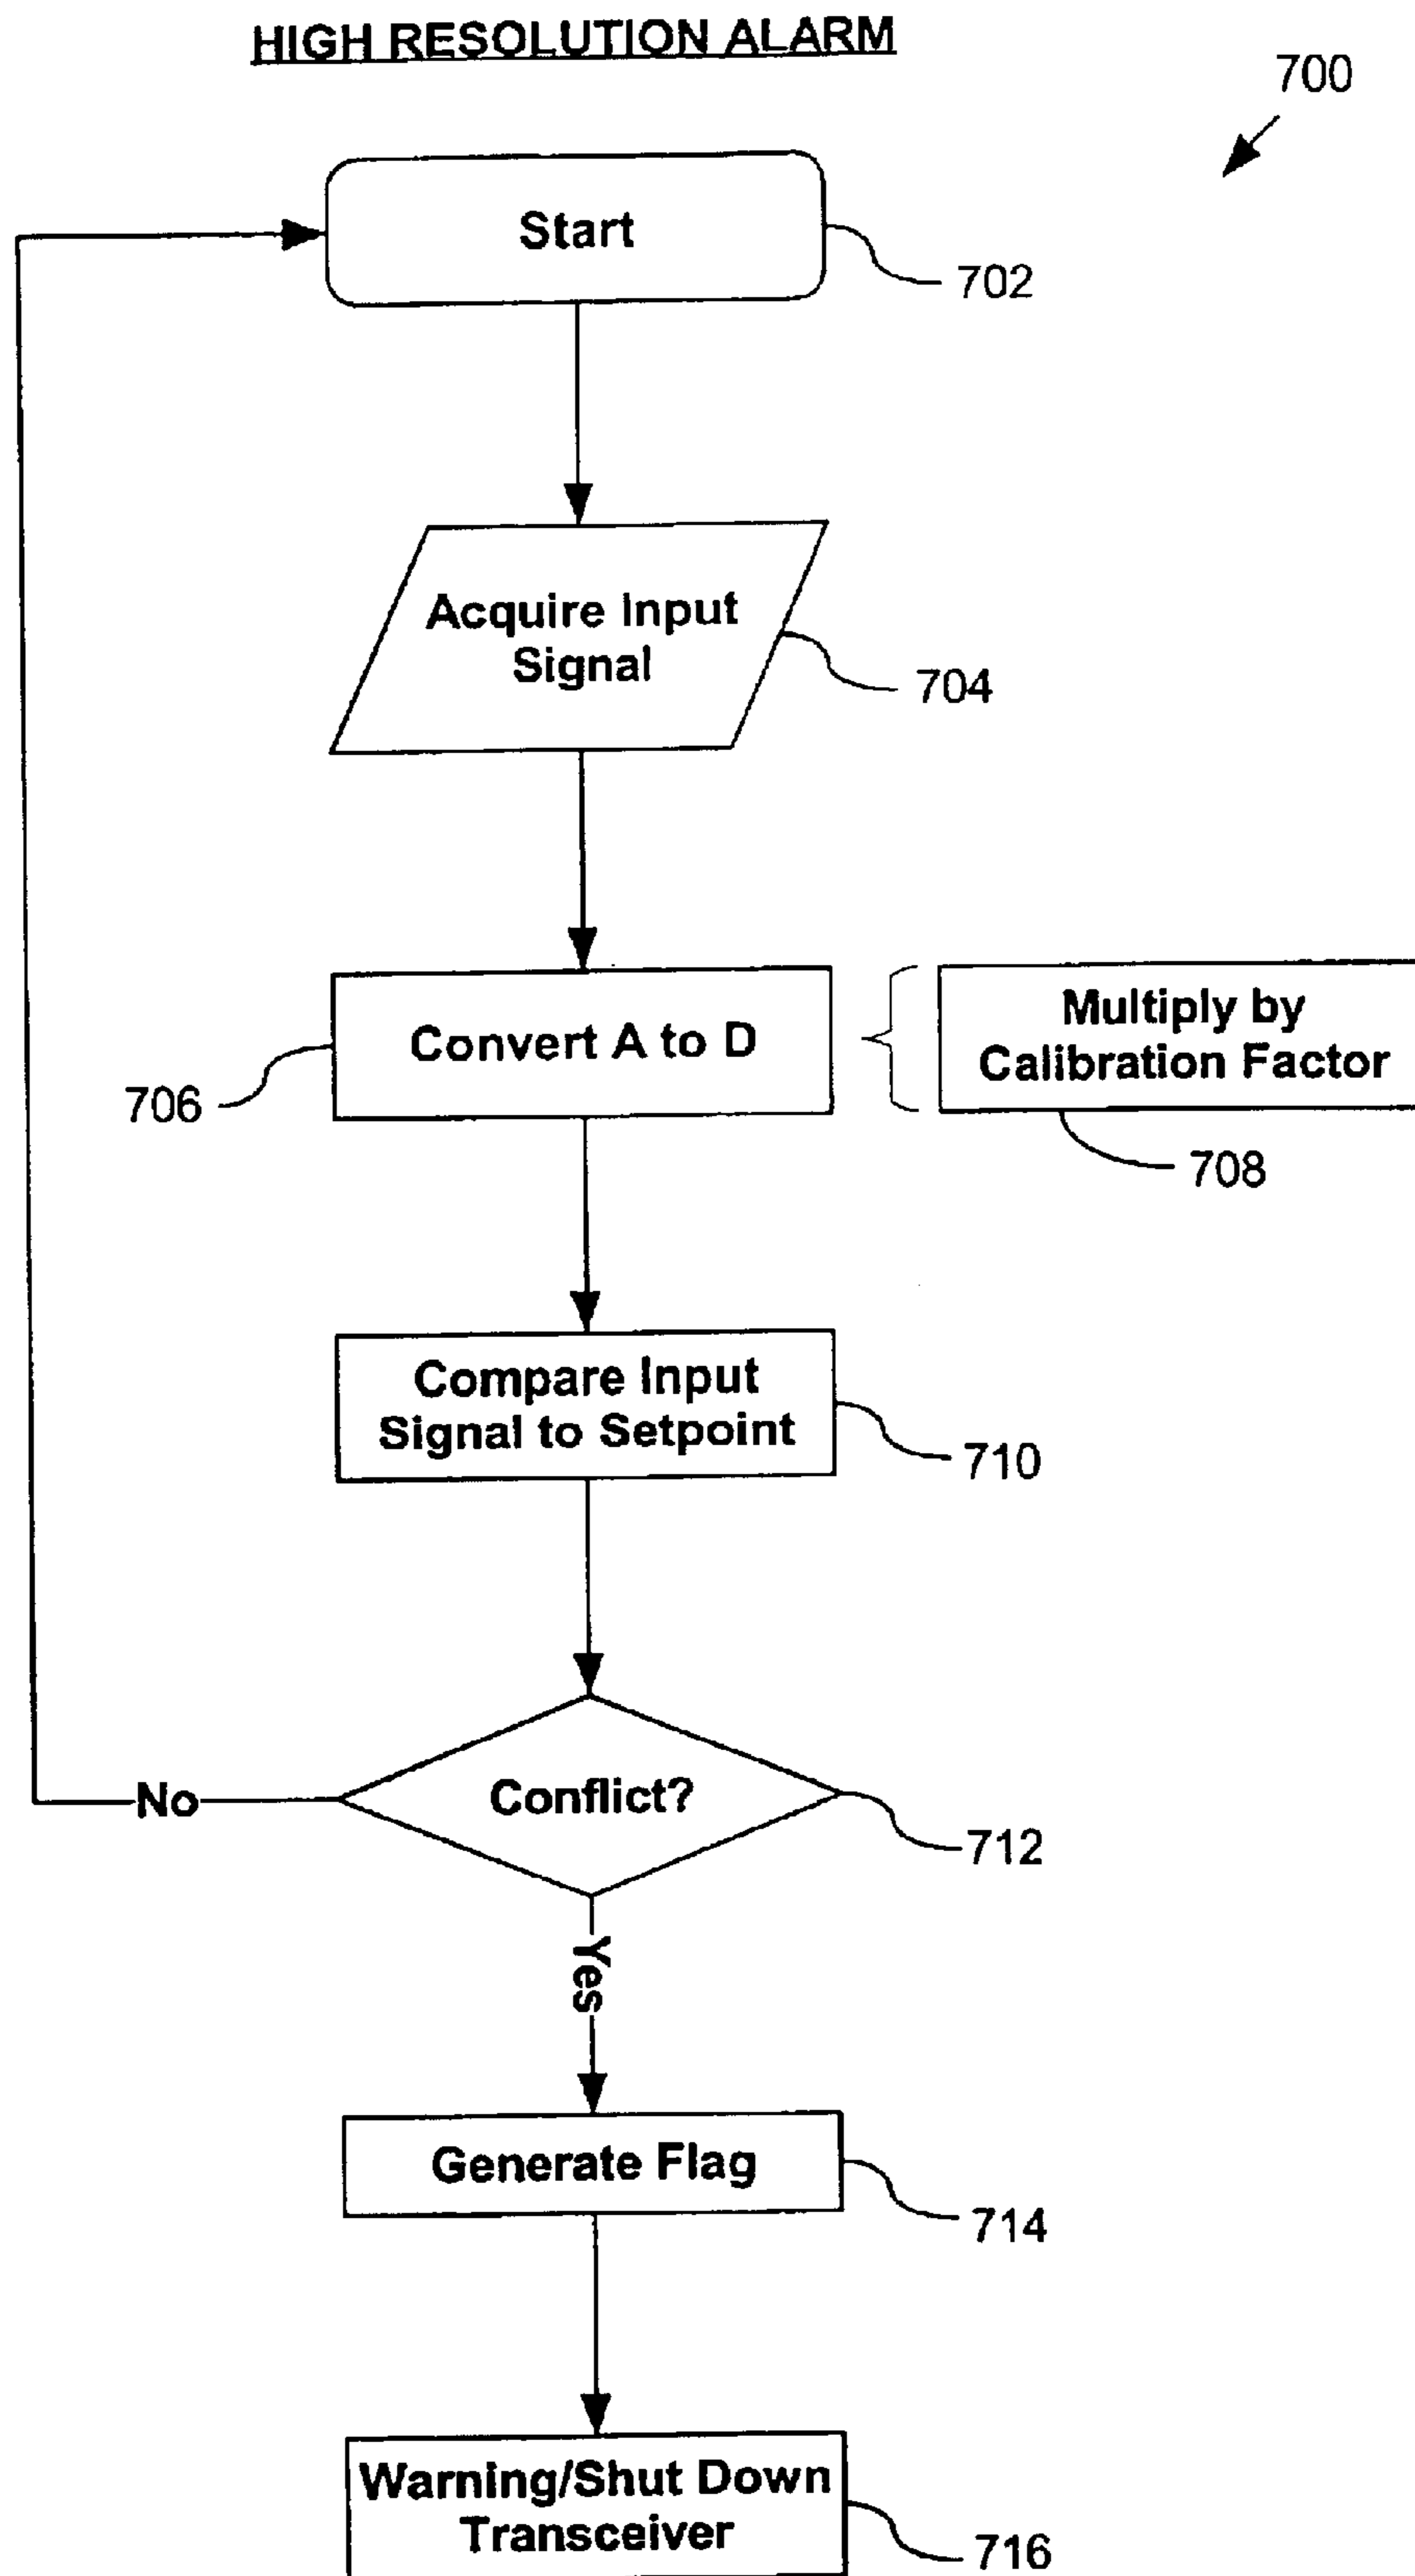 HIGH RESOLUTION ALARM
700
Start
702
Acquire Input
Signal
704
Convert A to D
706
Multiply by
Calibration Factor
708
Compare Input
Signal to Setpoint
710
Conflict?
712
No
Yes
Generate Flag
714
Warning/Shut Down
Transceiver
716